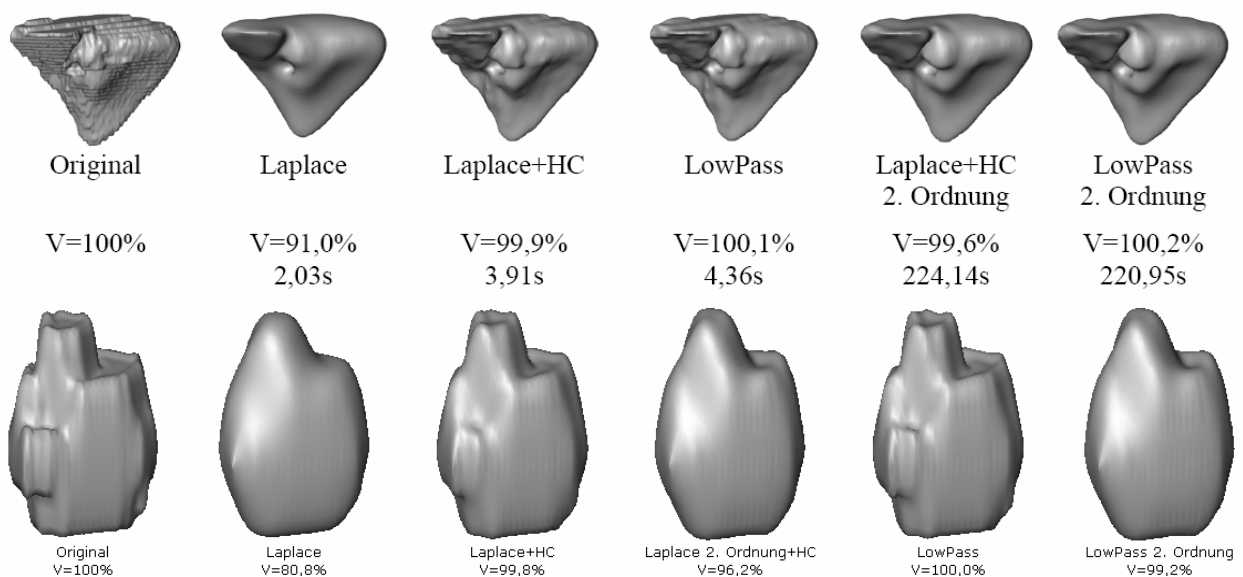 Original Laplace Laplace+HC LowPass Laplace+HC LowPass
2. Ordnung 2. Ordnung
V=100% V=91,0% V=99,9% V=100,1% V=99,6% V=100,2%
2,03s 3,91s 4,36s 224,14s 220,95s
Original Laplace Laplace+HC Laplace 2. Ordnung+HC LowPass LowPass 2. Ordnung
V=100% V=80,8% V=99,8% V=96,2% V=100,0% V=99,2%